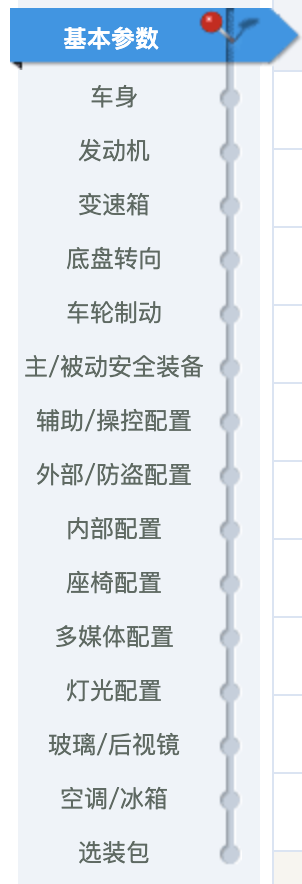 基本参数
车身
发动机
变速箱
底盘转向
车轮制动
主/被动安全装备
辅助/操控配置
外部/防盗配置
内部配置
座椅配置
多媒体配置
灯光配置
玻璃/后视镜
空调/冰箱
选装包